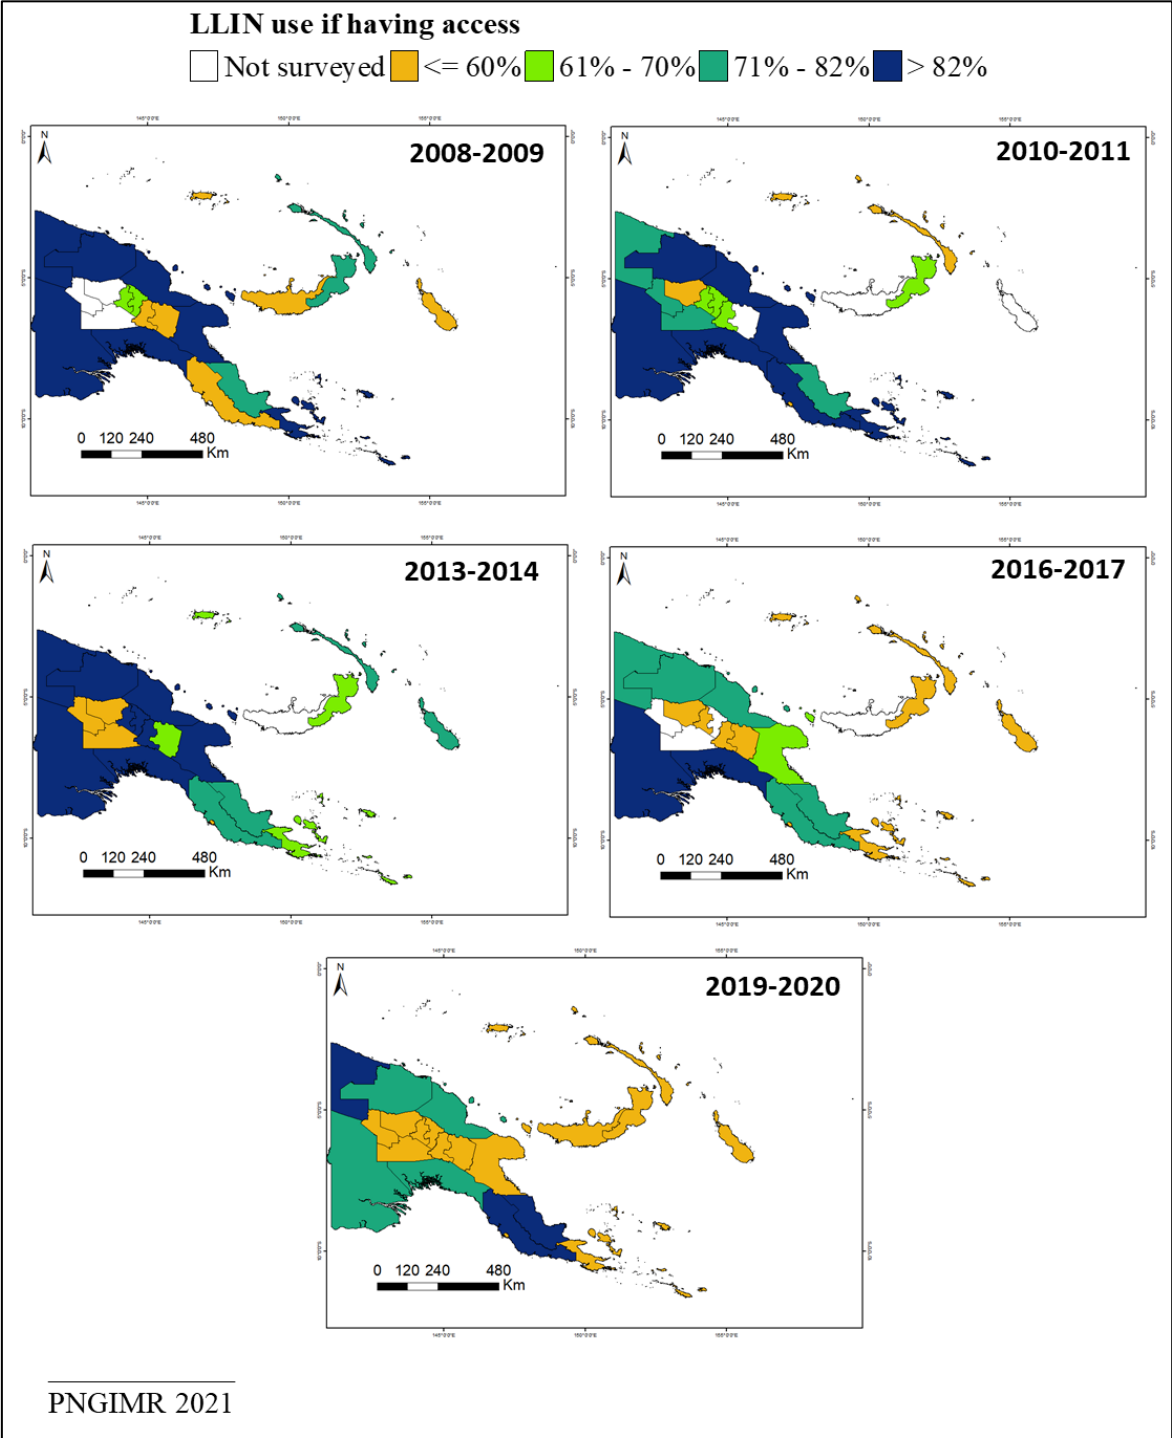 LLIN use if having access
Not surveyed <= 60% 61% - 70% 71% - 82% > 82%
N
2008-2009
0 120 240 480
Km
N
2010-2011
0 120 240 480
Km
N
2013-2014
0 120 240 480
Km
N
2016-2017
0 120 240 480
Km
N
2019-2020
0 120 240 480
Km
PNGIMR 2021